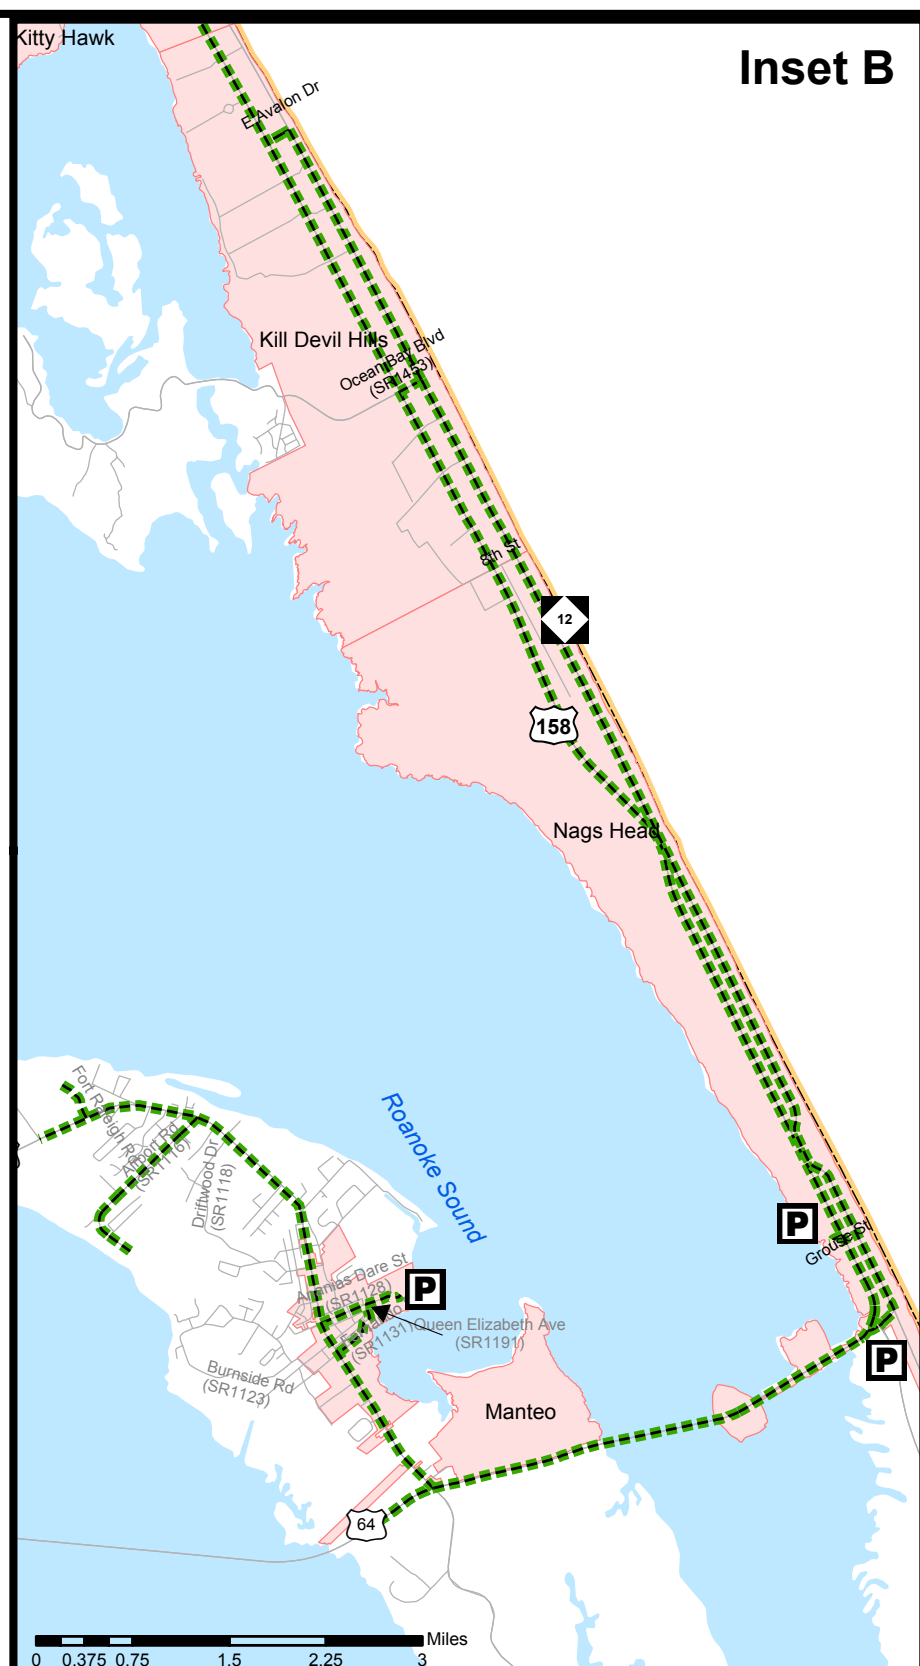 Kitty Hawk
Inset B
E Avalon Dr
Kill Devil Hills
Ocean Bay Blvd
(SR1453)
8th St
12
158
Nags Head
Fort Raleigh Rd
Airport Rd
(SR1116)
Driftwood Dr
(SR1118)
Roanoke Sound
P
Grouse St
Ananias Dare St
(SR1128)
P
(SR1131)
Queen Elizabeth Ave
(SR1191)
P
Burnside Rd
(SR1123)
Manteo
64
Miles
0 0.375 0.75 1.5 2.25 3